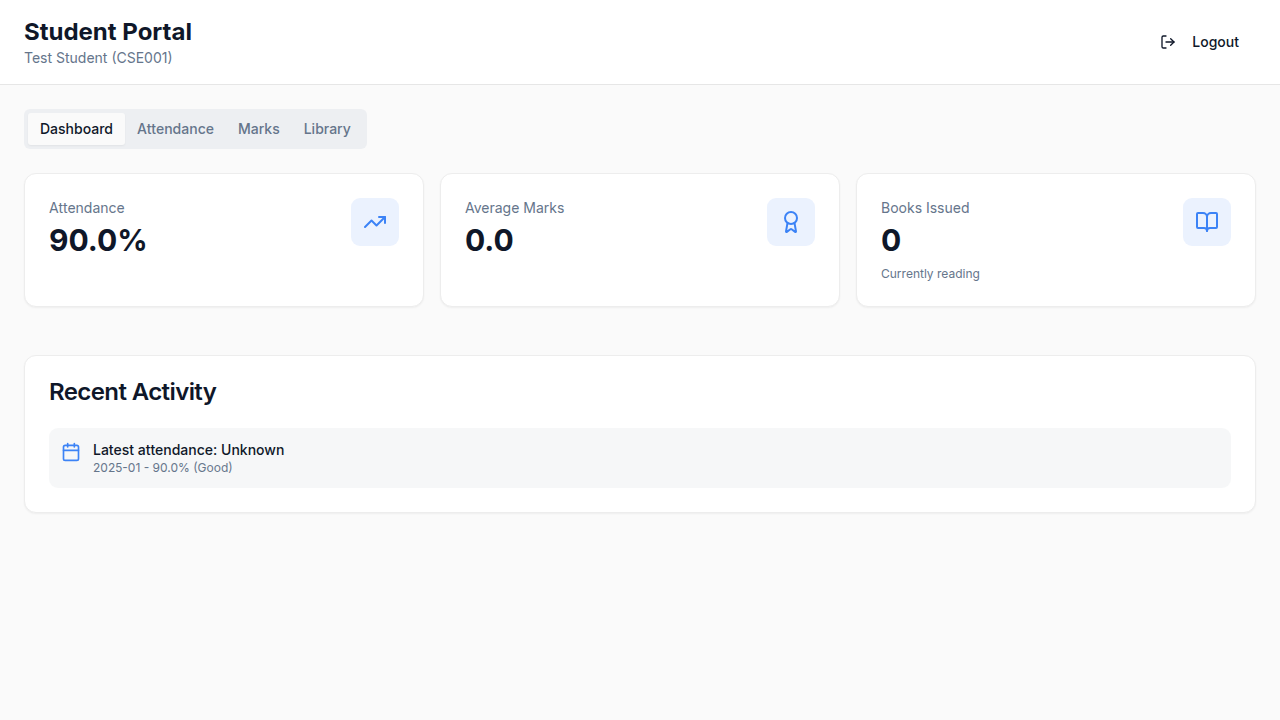 Student Portal
Test Student (CSE001)
Logout
Dashboard
Attendance
Marks
Library
Attendance
90.0%
Average Marks
0.0
Books Issued
0
Currently reading
Recent Activity
Latest attendance: Unknown
2025-01 - 90.0% (Good)